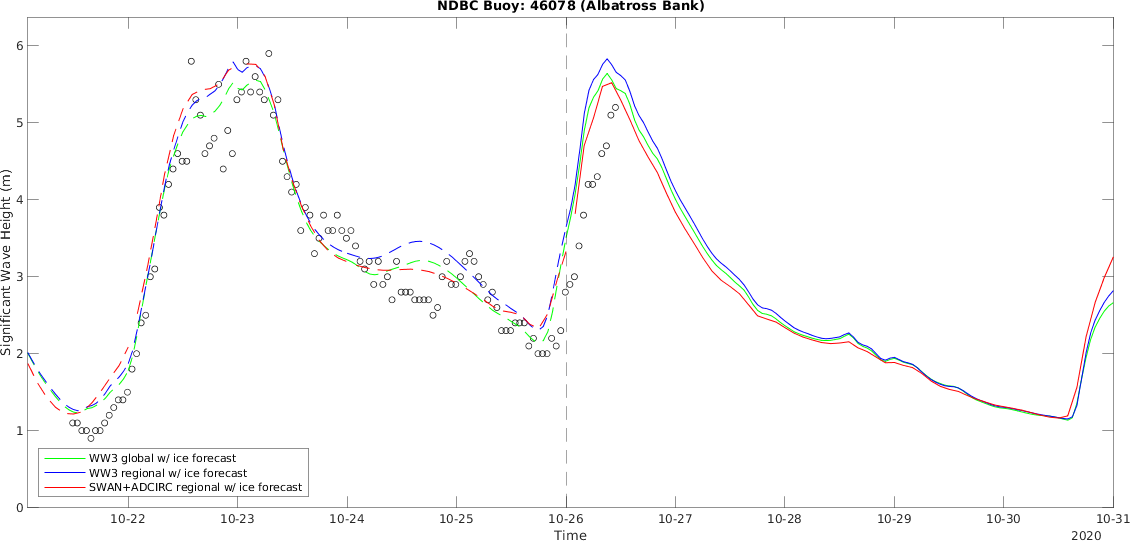 NDBC Buoy: 46078 (Albatross Bank)
Significant Wave Height (m)
6
5
4
3
2
1
0
WW3 global w/ ice forecast
WW3 regional w/ ice forecast
SWAN+ADCIRC regional w/ ice forecast
10-22 10-23 10-24 10-25 10-26 10-27 10-28 10-29 10-30 10-31
Time
2020